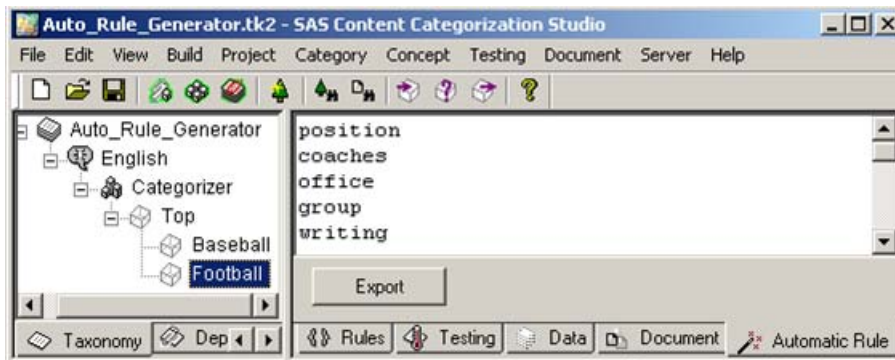 Auto_Rule_Generator.tk2 - SAS Content Categorization Studio
File Edit View Build Project Category Concept Testing Document Server Help
Auto_Rule_Generator
English
Categorizer
Top
Baseball
Football
Taxonomy Dep
position
coaches
office
group
writing
Export
Rules Testing Data Document Automatic Rule